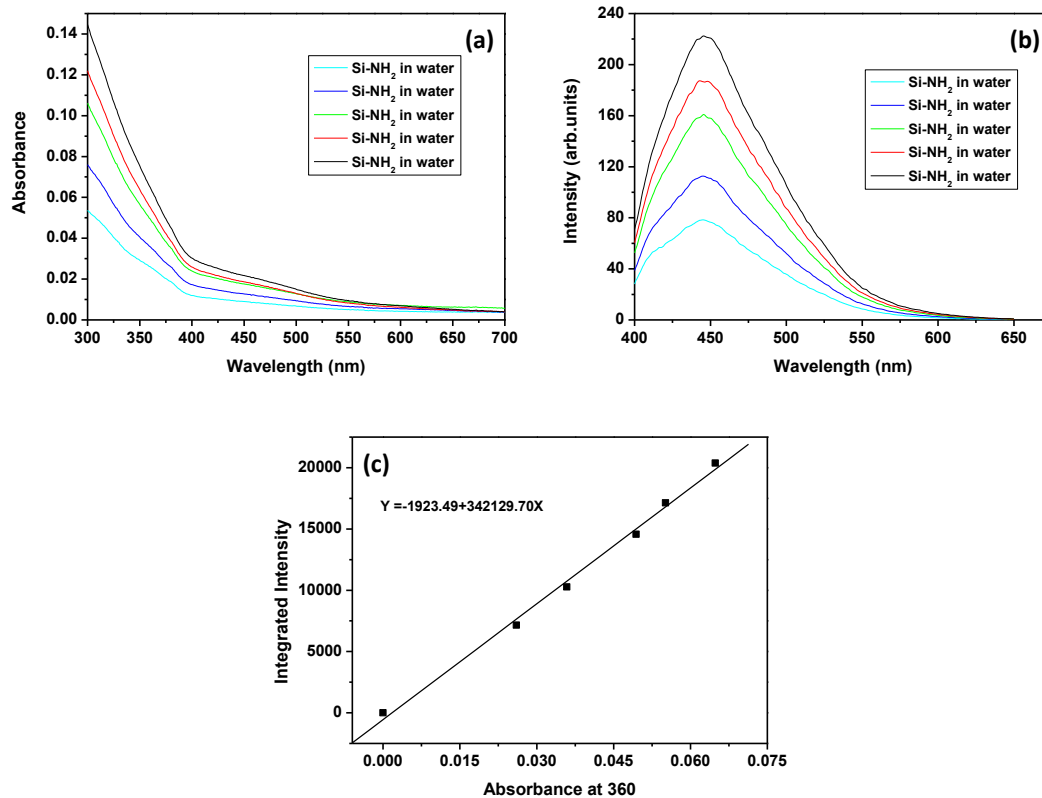 (a)
Absorbance
0.14
0.12
0.10
0.08
0.06
0.04
0.02
0.00
Si-NH₂ in water
Si-NH₂ in water
Si-NH₂ in water
Si-NH₂ in water
Si-NH₂ in water
300 350 400 450 500 550 600 650 700
Wavelength (nm)
(b)
Intensity (arb.units)
240
200
160
120
80
40
0
Si-NH₂ in water
Si-NH₂ in water
Si-NH₂ in water
Si-NH₂ in water
Si-NH₂ in water
400 450 500 550 600 650
Wavelength (nm)
(c)
Y =-1923.49+342129.70X
Integrated Intensity
20000
15000
10000
5000
0
0.000 0.015 0.030 0.045 0.060 0.075
Absorbance at 360